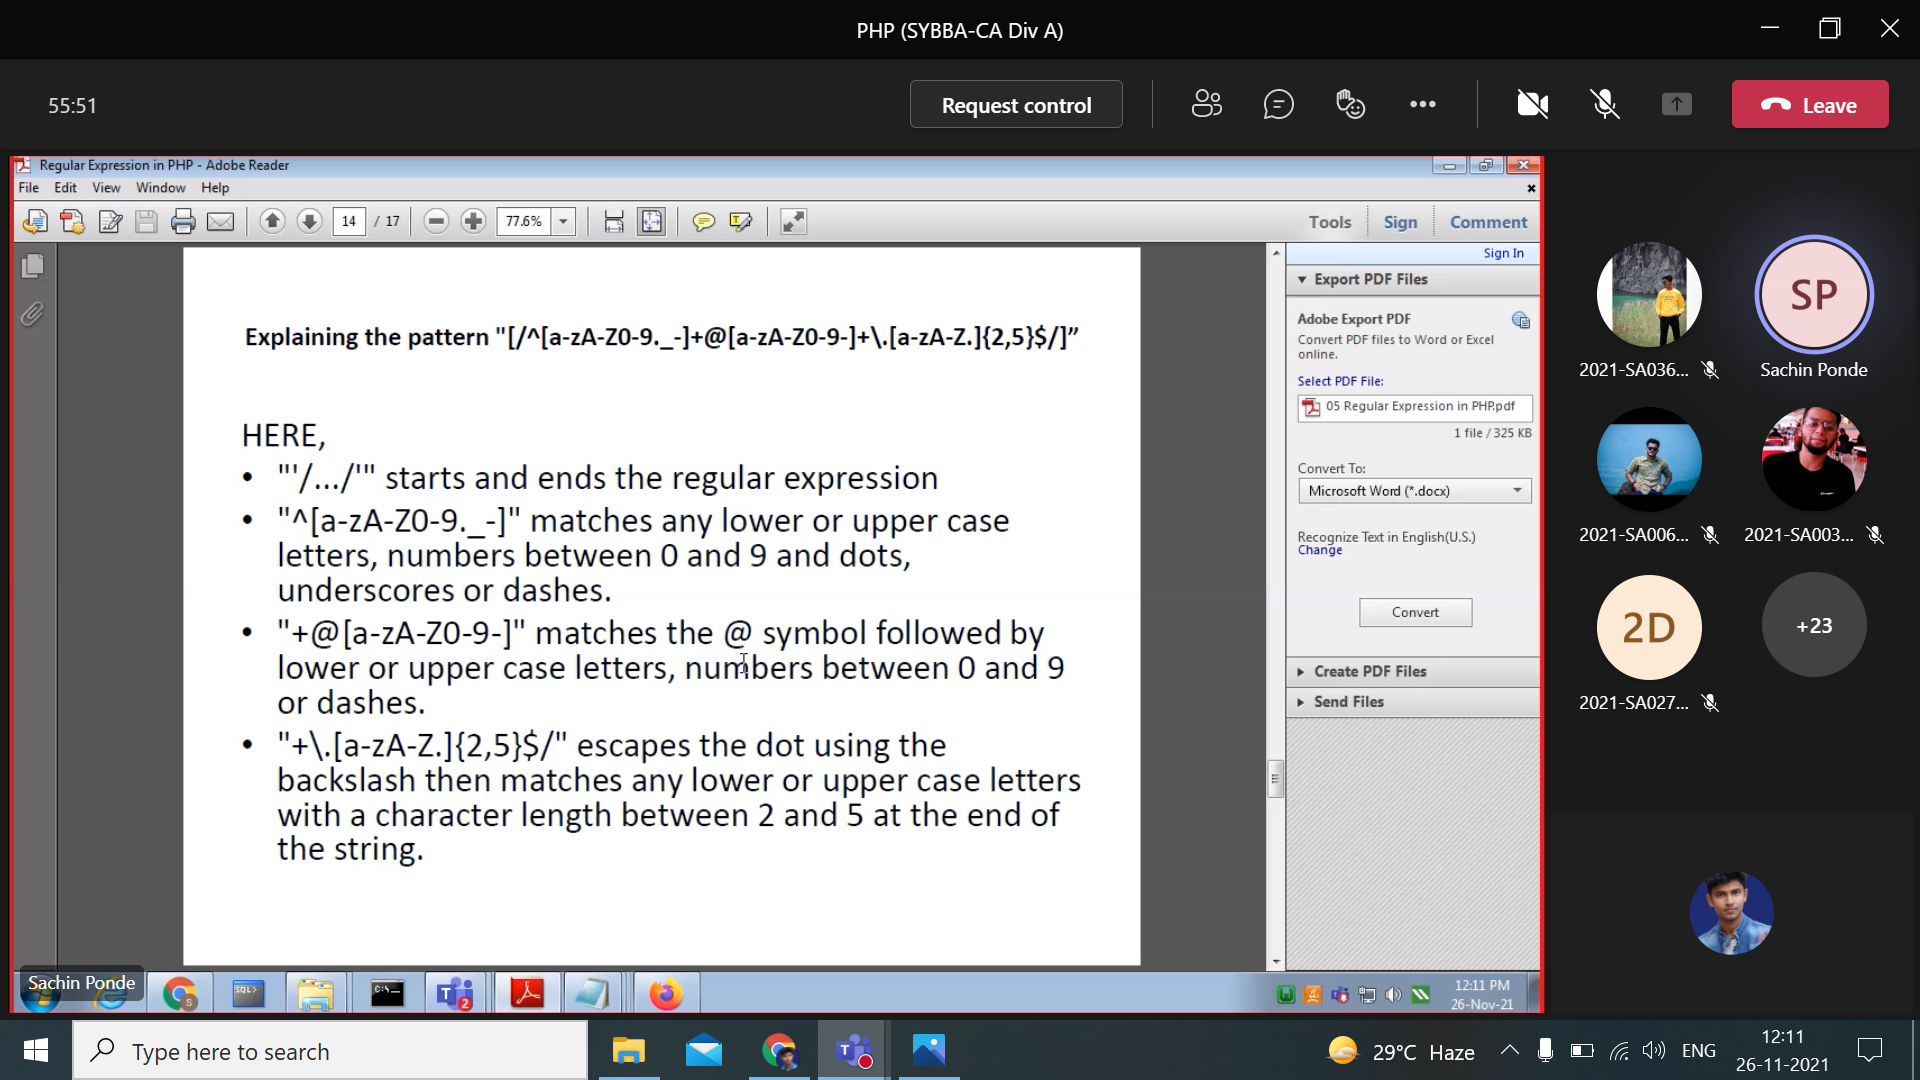 PHP (SYBBA-CA Div A)
55:51
Request control
Leave
Regular Expression in PHP - Adobe Reader
File Edit View Window Help
14 / 17
77.6%
Tools Sign Comment
Sign In
Export PDF Files
Adobe Export PDF
Convert PDF files to Word or Excel
online.
Select PDF File:
05 Regular Expression in PHP.pdf
1 file / 325 KB
Convert To:
Microsoft Word (*.docx)
Recognize Text in English(U.S.)
Change
Convert
Create PDF Files
Send Files
Explaining the pattern "[/^[a-zA-Z0-9._-]+@[a-zA-Z0-9-]+\.[a-zA-Z.]{2,5}$/]”
HERE,
• "'/.../'" starts and ends the regular expression
• "^[a-zA-Z0-9._-]" matches any lower or upper case
letters, numbers between 0 and 9 and dots,
underscores or dashes.
• "+@[a-zA-Z0-9-]" matches the @ symbol followed by
lower or upper case letters, numbers between 0 and 9
or dashes.
• "+\.[a-zA-Z.]{2,5}$/" escapes the dot using the
backslash then matches any lower or upper case letters
with a character length between 2 and 5 at the end of
the string.
SP
2021-SA036...
Sachin Ponde
2021-SA006...
2021-SA003...
2D
+23
2021-SA027...
Sachin Ponde
S
SQL>
C:\_
T
2
12:11 PM
26-Nov-21
Type here to search
T
29°C Haze
ENG
12:11
26-11-2021